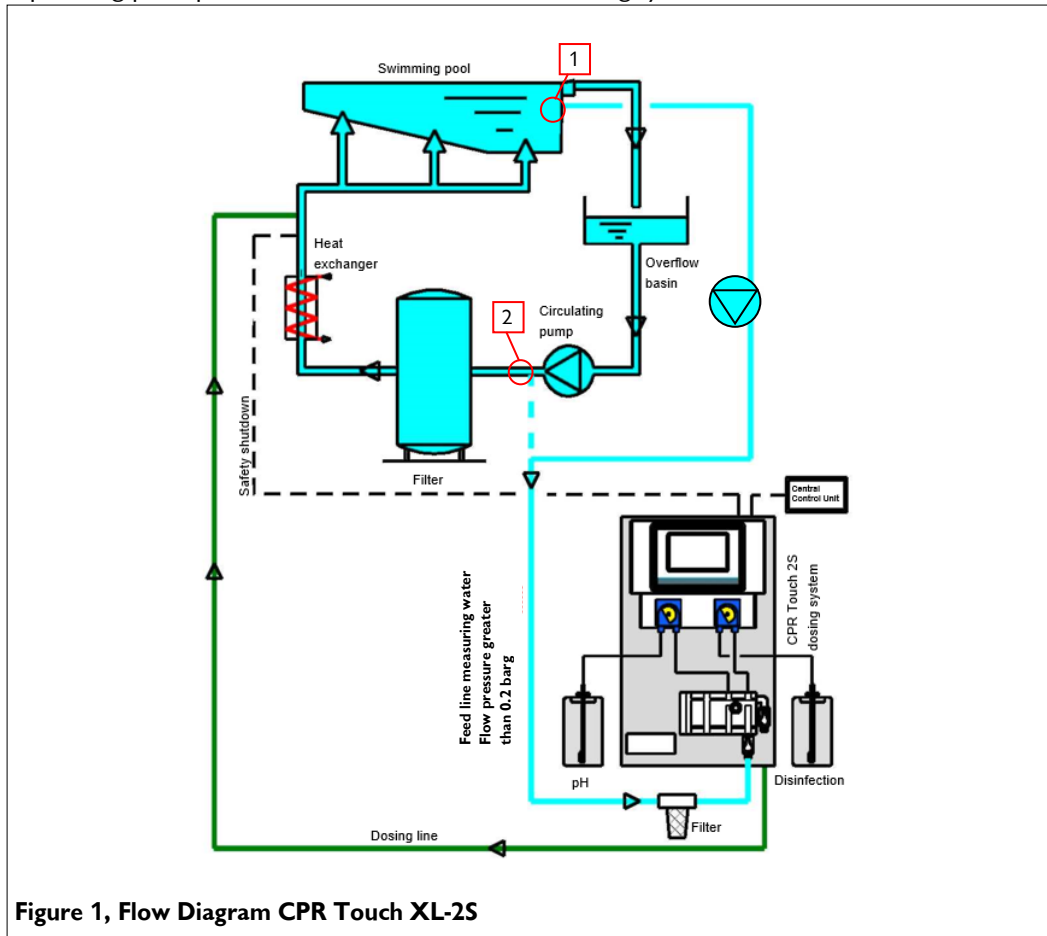 1
Swimming pool
Heat
exchanger
Overflow
basin
2
Circulating
pump
Safety shutdown
Filter
Central
Control Unit
CPR Touch 2S
dosing system
Feed line measuring water
Flow pressure greater
than 0.2 barg
pH
Disinfection
Filter
Dosing line
Figure 1, Flow Diagram CPR Touch XL-2S